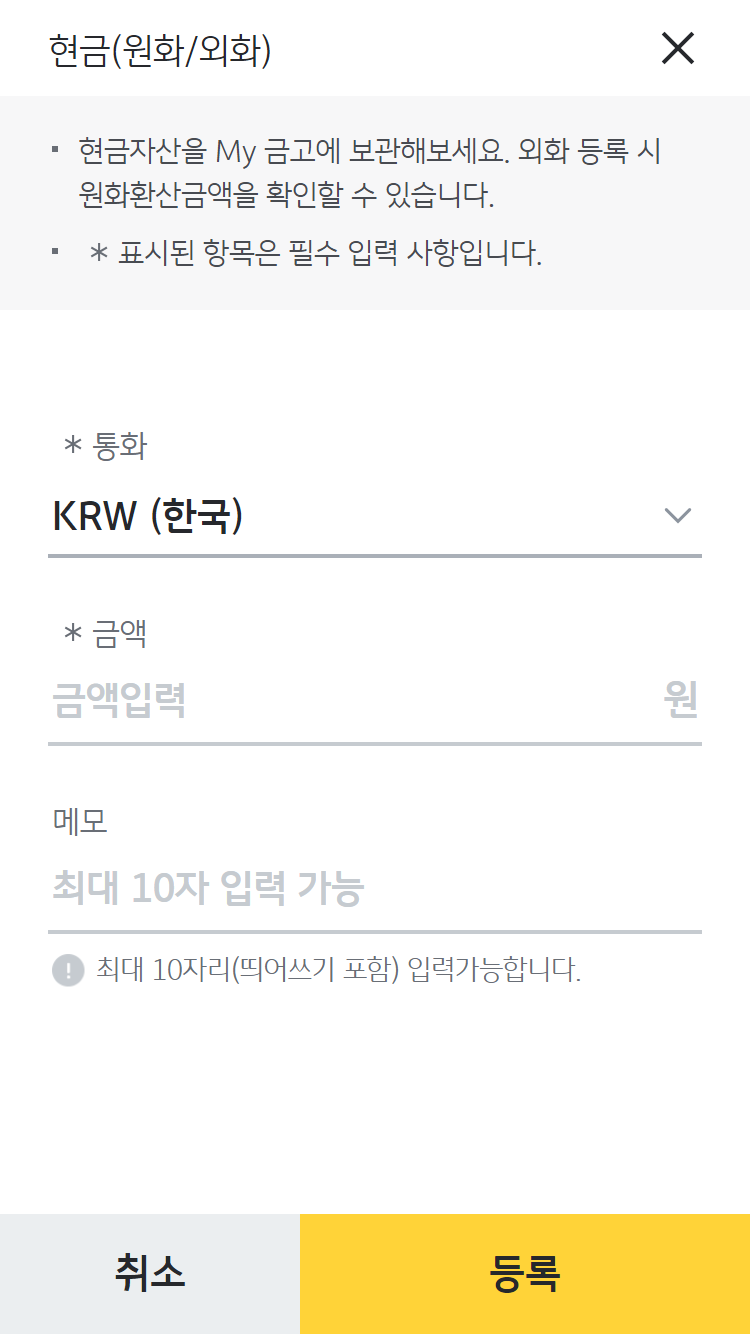 현금(원화/외화)
현금자산을 My 금고에 보관해보세요. 외화 등록 시
원화환산금액을 확인할 수 있습니다.
* 표시된 항목은 필수 입력 사항입니다.
* 통화
KRW (한국)
* 금액
금액입력 원
메모
최대 10자 입력 가능
최대 10자리(띄어쓰기 포함) 입력가능합니다.
취소 등록